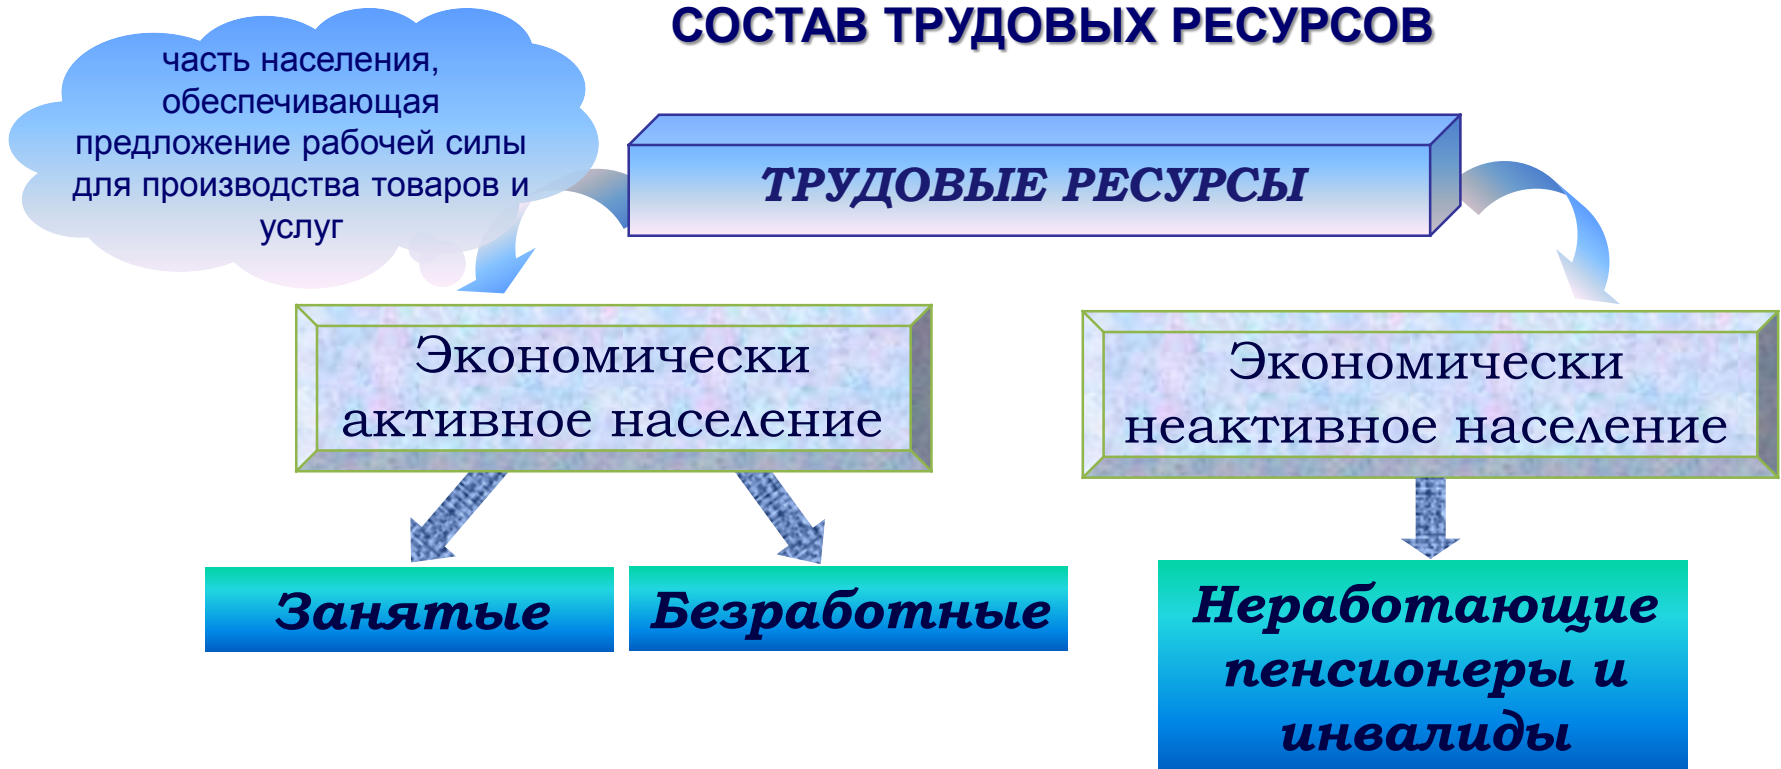 СОСТАВ ТРУДОВЫХ РЕСУРСОВ
часть населения,
обеспечивающая
предложение рабочей силы
для производства товаров и
услуг
ТРУДОВЫЕ РЕСУРСЫ
Экономически
активное население
Экономически
неактивное население
Занятые
Безработные
Неработающие
пенсионеры и
инвалиды